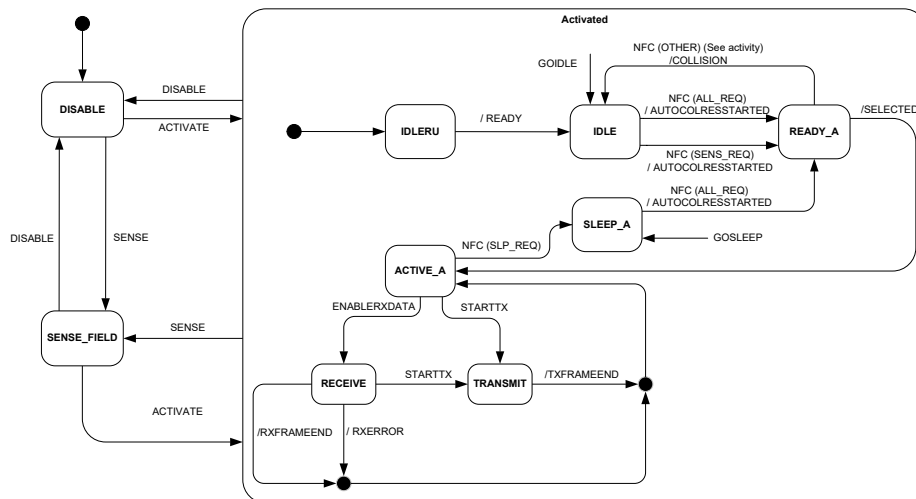 Activated
NFC (OTHER) (See activity)
/COLLISION
GOIDLE
DISABLE
DISABLE
ACTIVATE
NFC (ALL_REQ)
/ AUTOCOLRESSTARTED
/SELECTED
IDLERU
/ READY
IDLE
READY_A
NFC (SENS_REQ)
/ AUTOCOLRESSTARTED
NFC (ALL_REQ)
/ AUTOCOLRESSTARTED
SLEEP_A
GOSLEEP
DISABLE
SENSE
NFC (SLP_REQ)
ACTIVE_A
ENABLERXDATA
STARTTX
SENSE_FIELD
SENSE
RECEIVE
STARTTX
TRANSMIT
/TXFRAMEEND
ACTIVATE
/RXFRAMEEND
/ RXERROR